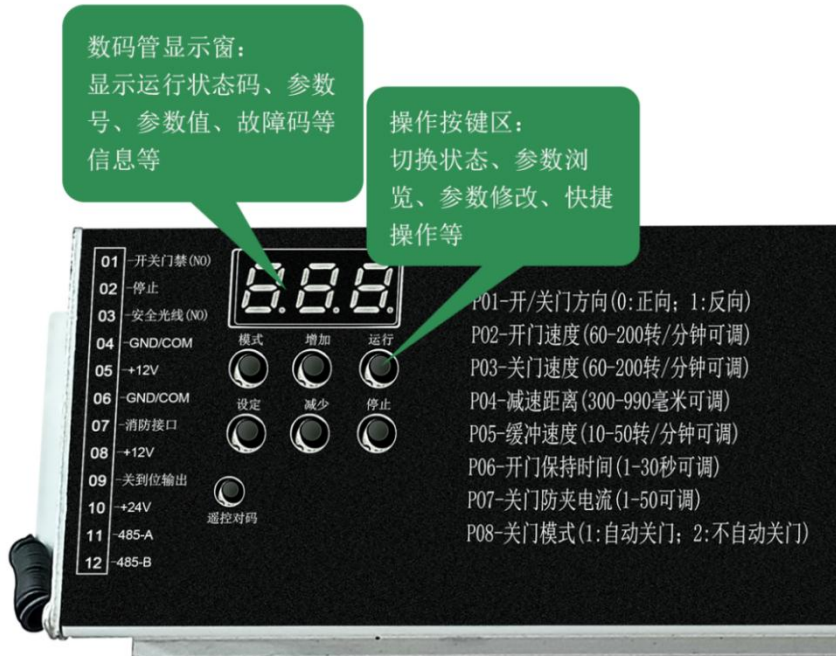 数码管显示窗:
显示运行状态码、参数
号、参数值、故障码等
信息等
操作按键区:
切换状态、参数浏
览、参数修改、快捷
操作等
01 -开关门禁(NO)
02 -停止
03 -安全光线(NO)
04 -GND/COM
05 -+12V
06 -GND/COM
07 -消防接口
08 -+12V
09 -关到位输出
10 -+24V
11 -485-A
12 -485-B
8.8.8
模式 增加 运行
设定 减少 停止
遥控对码
P01-开/关门方向(0:正向; 1:反向)
P02-开门速度(60-200转/分钟可调)
P03-关门速度(60-200转/分钟可调)
P04-减速距离(300-990毫米可调)
P05-缓冲速度(10-50转/分钟可调)
P06-开门保持时间(1-30秒可调)
P07-关门防夹电流(1-50可调)
P08-关门模式(1:自动关门; 2:不自动关门)